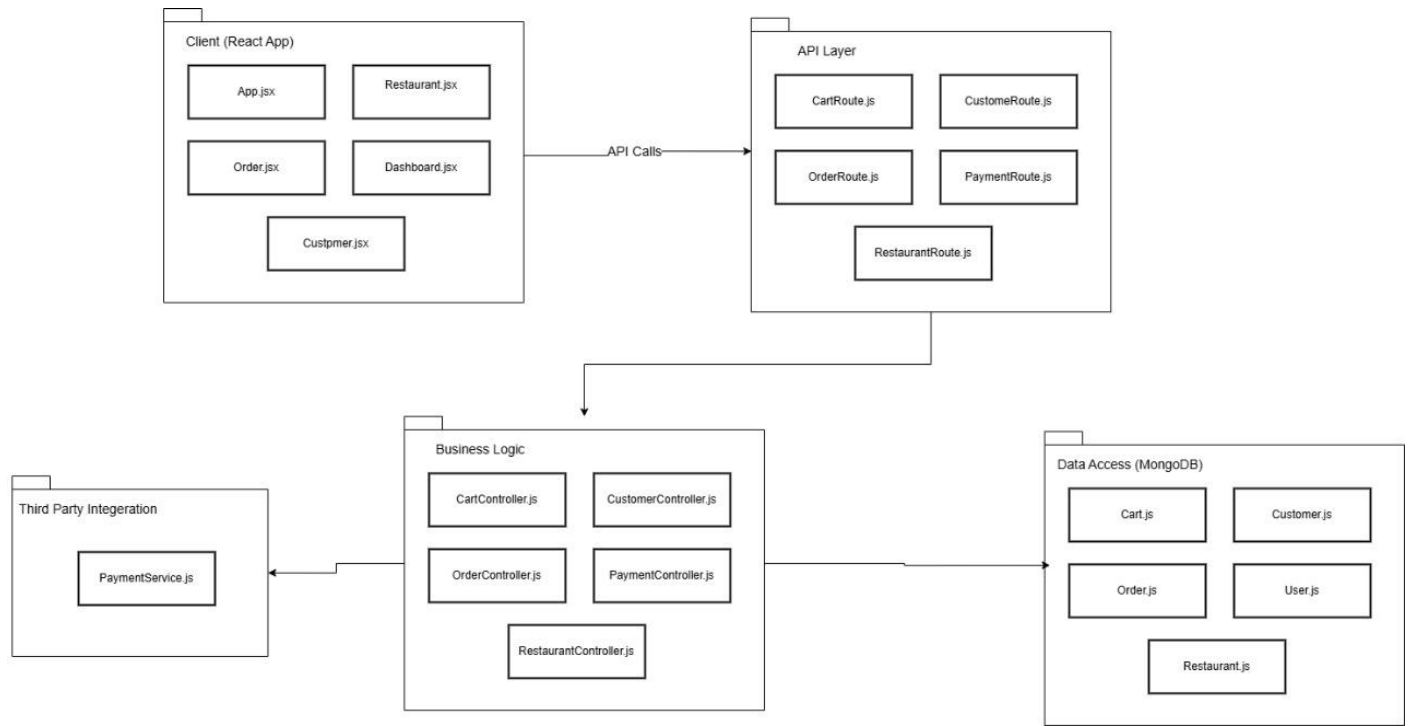 Client (React App)
App.jsx
Restaurant.jsx
Order.jsx
Dashboard.jsx
Custpmer.jsx
API Calls
API Layer
CartRoute.js
CustomeRoute.js
OrderRoute.js
PaymentRoute.js
RestaurantRoute.js
Third Party Integeration
PaymentService.js
Business Logic
CartController.js
CustomerController.js
OrderController.js
PaymentController.js
RestaurantController.js
Data Access (MongoDB)
Cart.js
Customer.js
Order.js
User.js
Restaurant.js